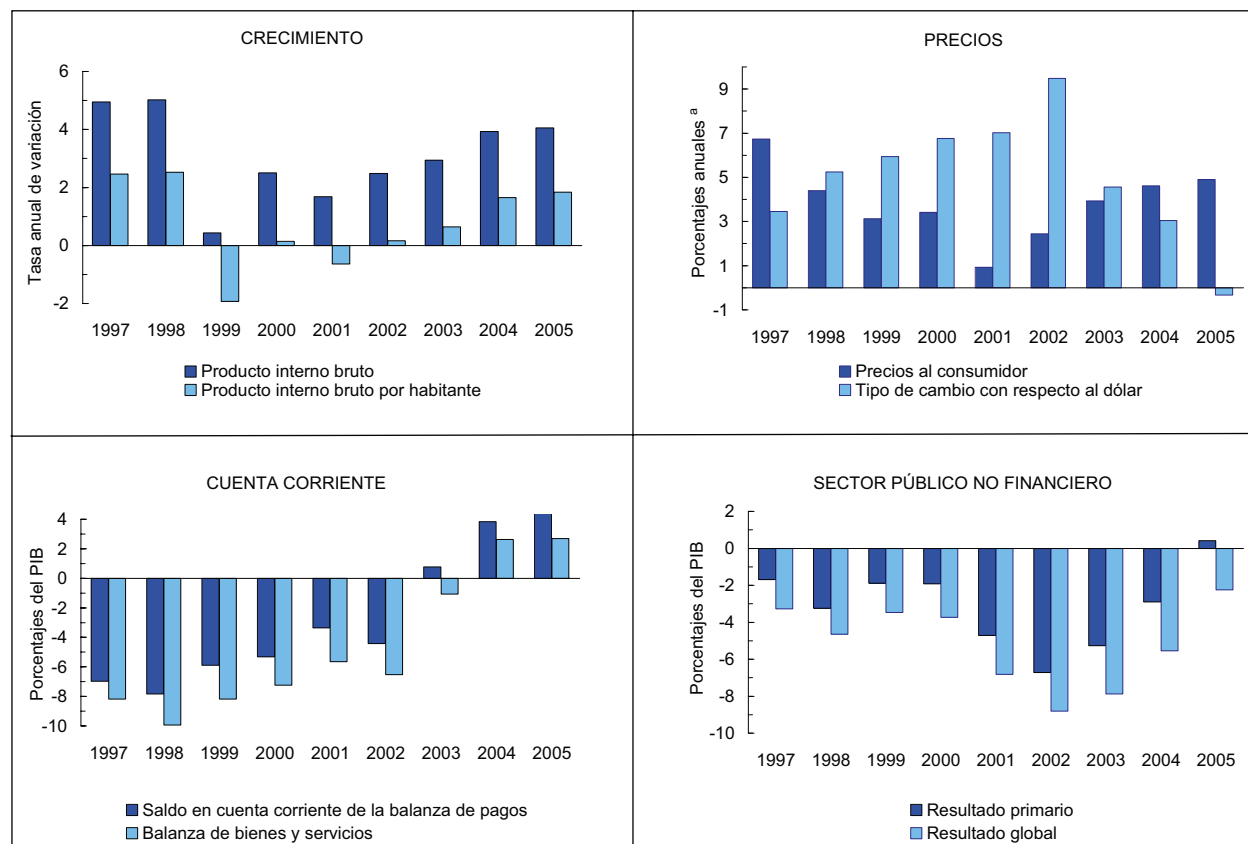 CRECIMIENTO
Tasa anual de variación
6
4
2
0
-2
1997 1998 1999 2000 2001 2002 2003 2004 2005
Producto interno bruto
Producto interno bruto por habitante
PRECIOS
Porcentajes anuales a
9
7
5
3
1
-1
1997 1998 1999 2000 2001 2002 2003 2004 2005
Precios al consumidor
Tipo de cambio con respecto al dólar
CUENTA CORRIENTE
Porcentajes del PIB
4
2
0
-2
-4
-6
-8
-10
1997 1998 1999 2000 2001 2002 2003 2004 2005
Saldo en cuenta corriente de la balanza de pagos
Balanza de bienes y servicios
SECTOR PÚBLICO NO FINANCIERO
Porcentajes del PIB
2
0
-2
-4
-6
-8
-10
1997 1998 1999 2000 2001 2002 2003 2004 2005
Resultado primario
Resultado global